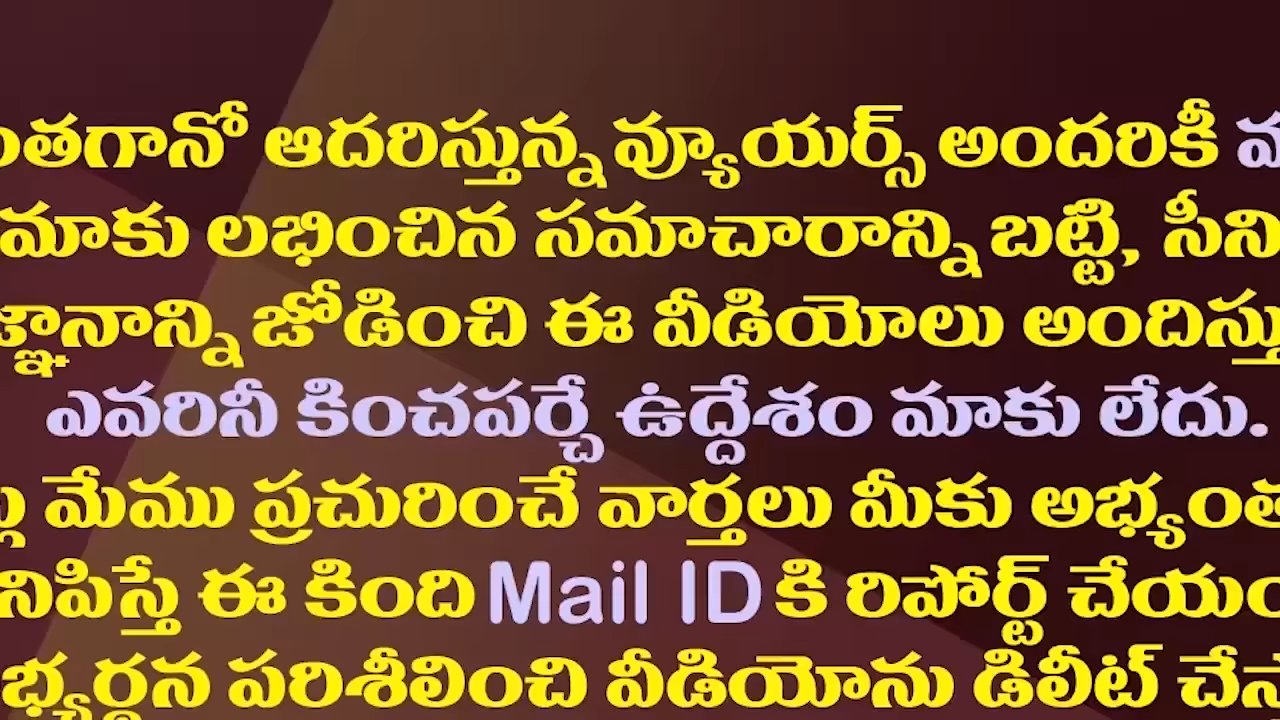 ఆదరిస్తున్న వ్యూయర్స్ అందరికీ
మాకు లభించిన సమాచారాన్ని బట్టి,
జోడించి ఈ వీడియోలు
ఎవరినీ కించపర్చే ఉద్దేశం మాకు లేదు.
మేము ప్రచురించే వార్తలు మీకు
ఈ కింది Mail ID కి రిపోర్ట్
పరిశీలించి వీడియోను డిలీట్